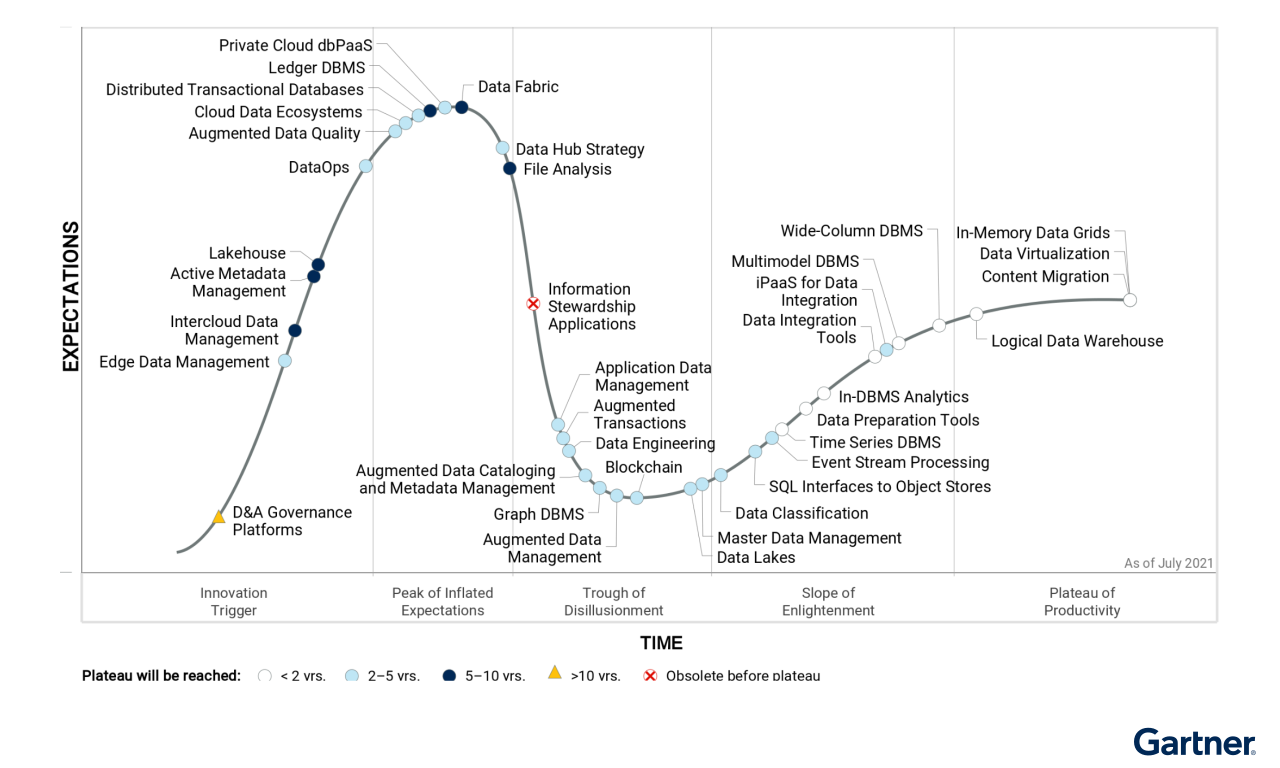 Private Cloud dbPaaS
Ledger DBMS
Distributed Transactional Databases
Cloud Data Ecosystems
Augmented Data Quality
DataOps
Data Fabric
Data Hub Strategy
File Analysis
Lakehouse
Active Metadata
Management
Intercloud Data
Management
Edge Data Management
D&A Governance
Platforms
Information
Stewardship
Applications
Application Data
Management
Augmented
Transactions
Data Engineering
Augmented Data Cataloging
and Metadata Management
Blockchain
Graph DBMS
Augmented Data
Management
Wide-Column DBMS
Multimodel DBMS
iPaaS for Data
Integration
Data Integration
Tools
In-DBMS Analytics
Data Preparation Tools
Time Series DBMS
Event Stream Processing
SQL Interfaces to Object Stores
Data Classification
Master Data Management
Data Lakes
In-Memory Data Grids
Data Virtualization
Content Migration
Logical Data Warehouse
EXPECTATIONS
As of July 2021
Innovation
Trigger
Peak of Inflated
Expectations
Trough of
Disillusionment
Slope of
Enlightenment
Plateau of
Productivity
TIME
Plateau will be reached: < 2 yrs. 2–5 yrs. 5–10 yrs. >10 yrs. Obsolete before plateau
Gartner®